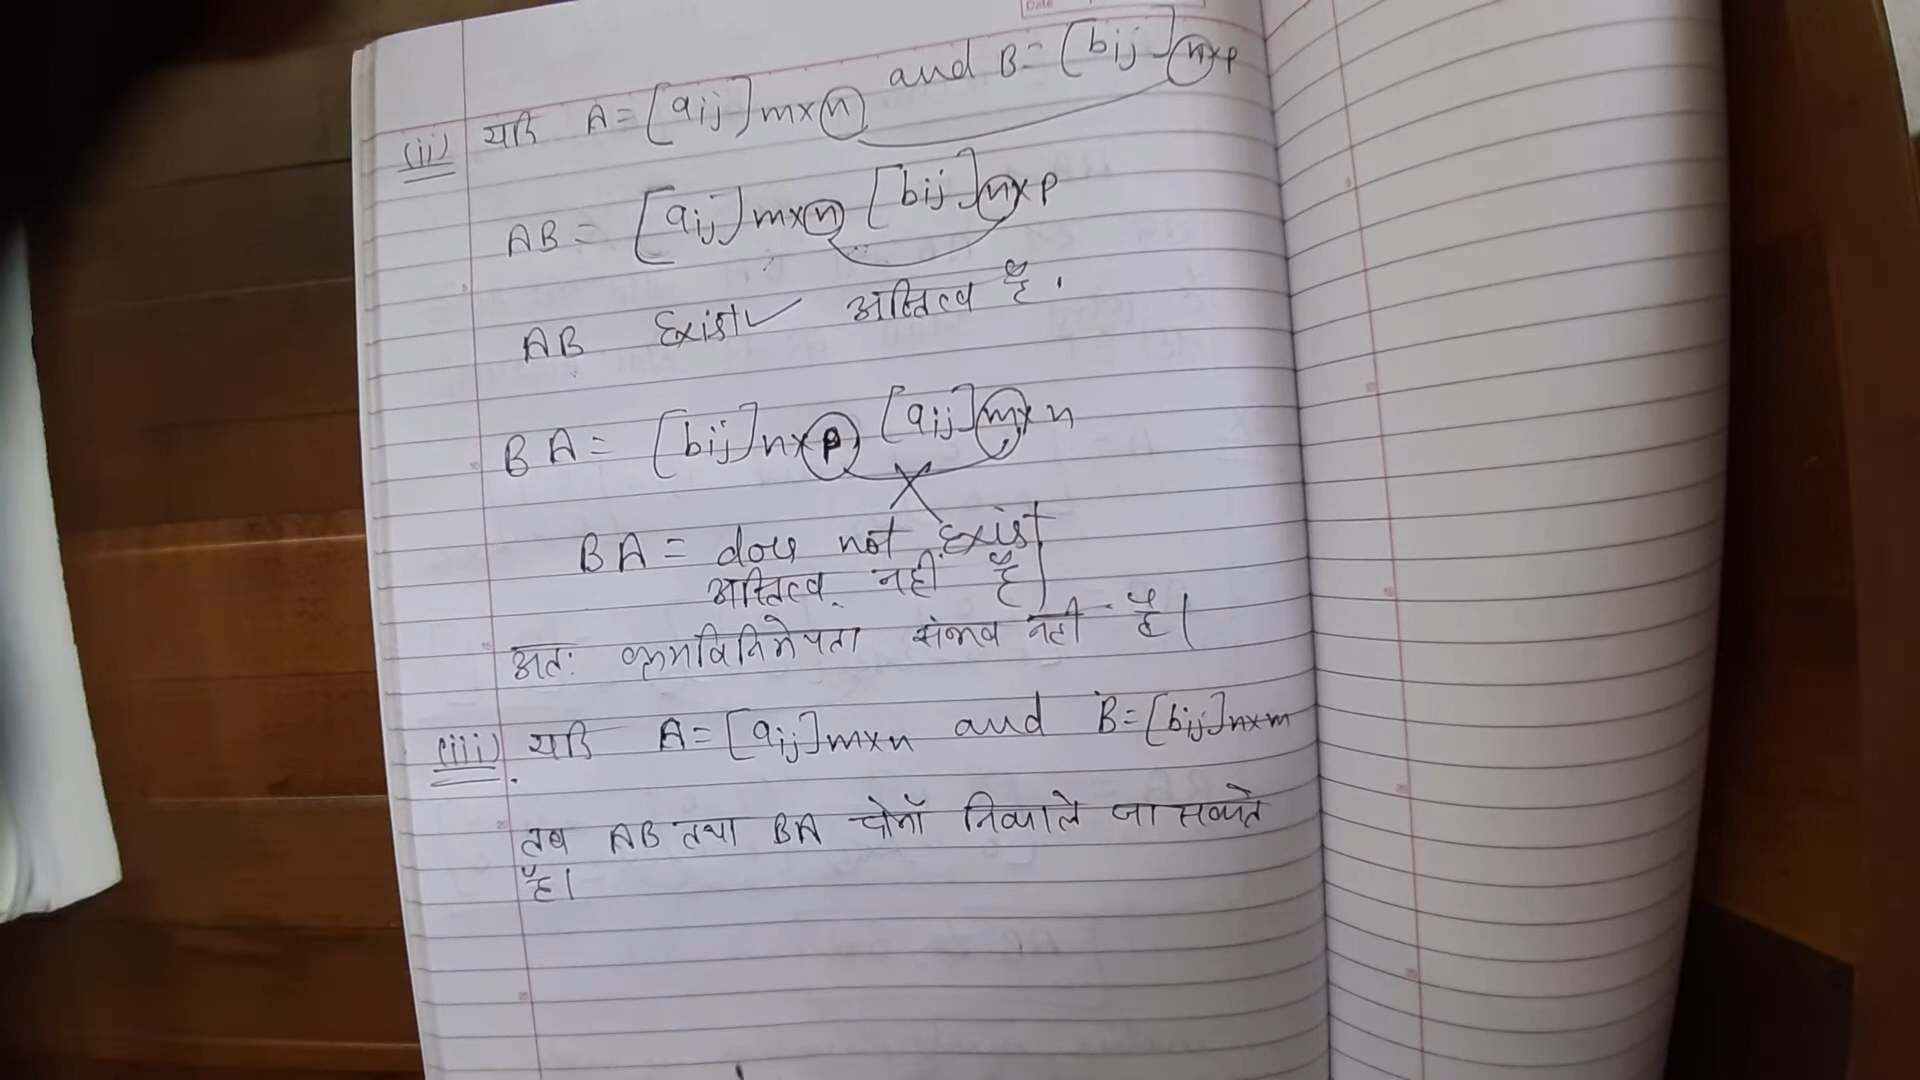 Date
(ii) यदि A = [aij] m×n and B = [bij] n×p
AB = [aij] m×n [bij] n×p
AB Exist ✓ अस्तित्व है .
BA = [bij] n×p [aij] m×n
BA = does not exist
अस्तित्व नहीं है|
अतः क्रमविनिमेयता संभव नहीं है|
(iii) यदि A = [aij] m×n and B = [bij] n×m
तब AB तथा BA दोनों निकाले जा सकते
है|